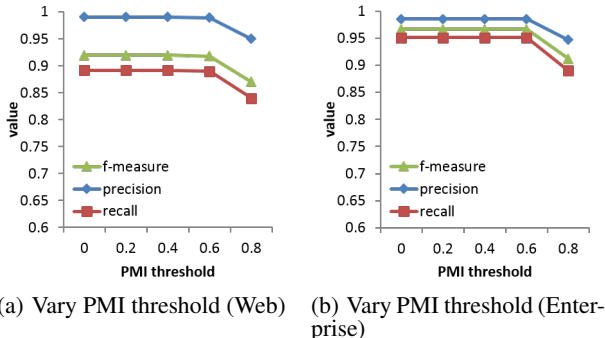 1
0.95
0.9
0.85
0.8
0.75
0.7
0.65
0.6
value
f-measure
precision
recall
0 0.2 0.4 0.6 0.8
PMI threshold
(a) Vary PMI threshold (Web)
1
0.95
0.9
0.85
0.8
0.75
0.7
0.65
0.6
value
f-measure
precision
recall
0 0.2 0.4 0.6 0.8
PMI threshold
(b) Vary PMI threshold (Enter-
prise)